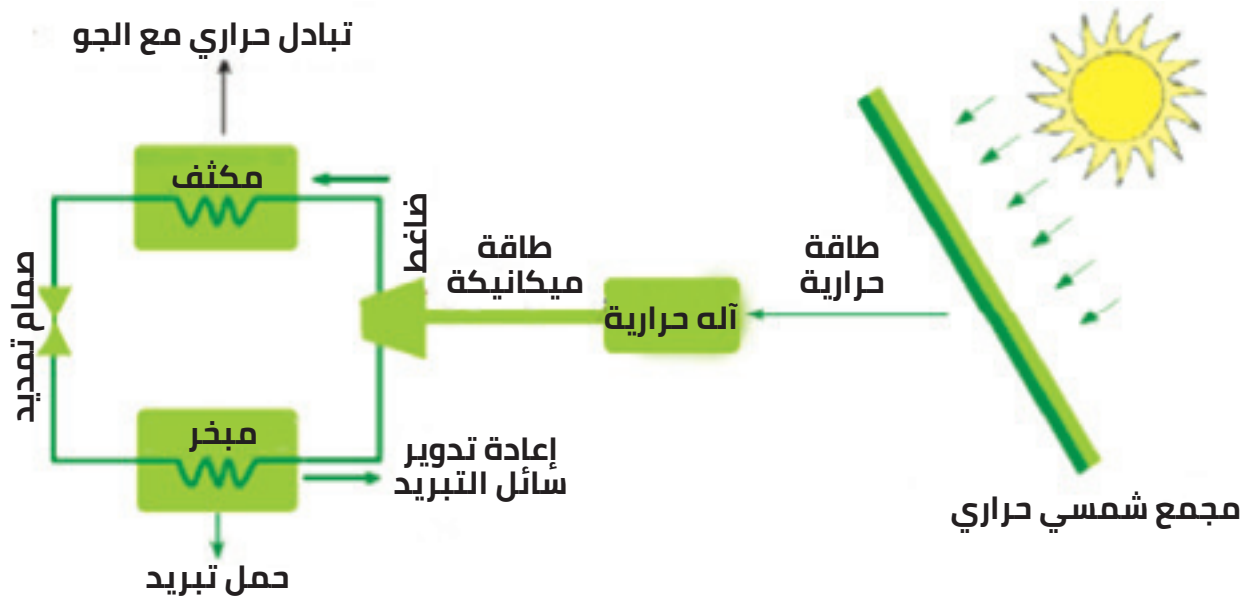 تبادل حراري مع الجو
مكثف
ضاغط
طاقة
ميكانيكة
طاقة
حرارية
صمام تمديد
آله حرارية
مبخر
إعادة تدوير
سائل التبريد
مجمع شمسي حراري
حمل تبريد